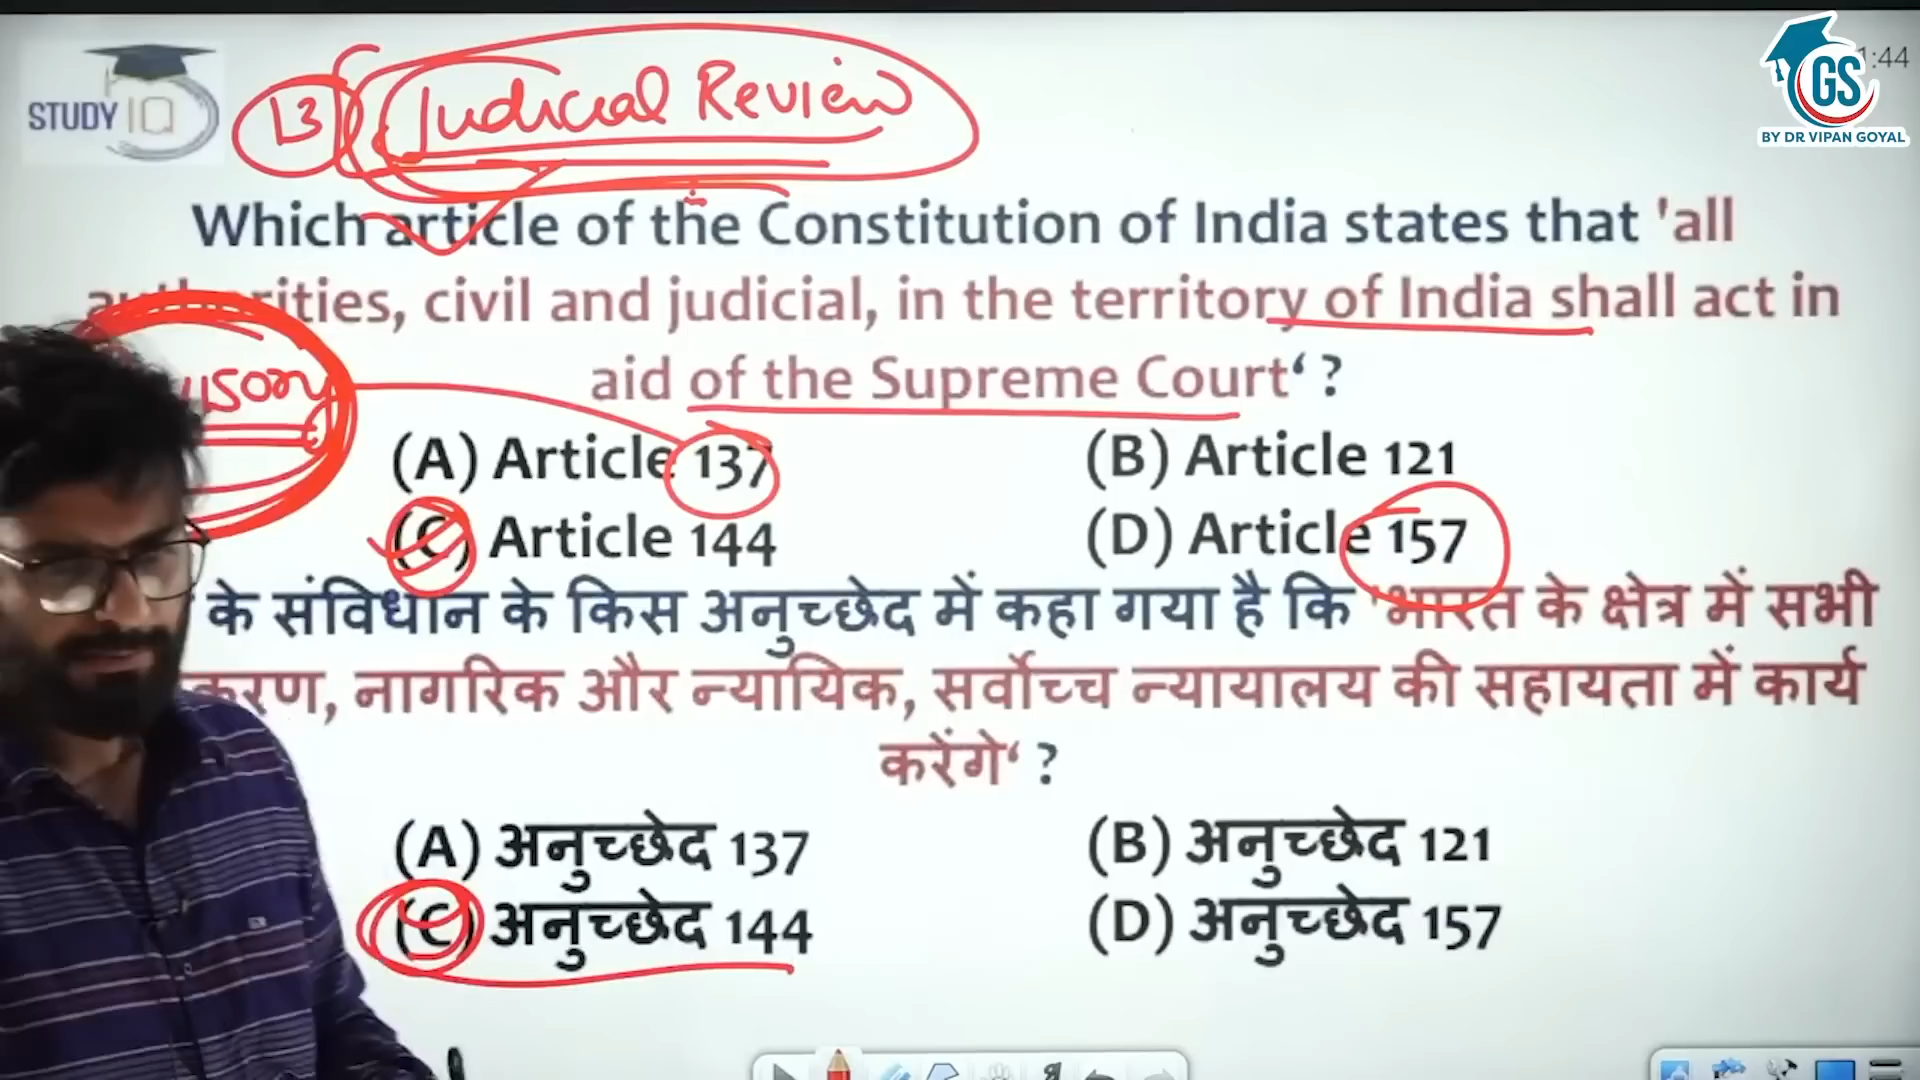 STUDY IQ
13 Judicial Review
:44
GS
BY DR VIPAN GOYAL
Which article of the Constitution of India states that 'all
authorities, civil and judicial, in the territory of India shall act in
aid of the Supreme Court‘ ?
(A) Article 137
(B) Article 121
(C) Article 144
(D) Article 157
के संविधान के किस अनुच्छेद में कहा गया है कि 'भारत के क्षेत्र में सभी
करण, नागरिक और न्यायिक, सर्वोच्च न्यायालय की सहायता में कार्य
करेंगे‘ ?
(A) अनुच्छेद 137
(B) अनुच्छेद 121
(C) अनुच्छेद 144
(D) अनुच्छेद 157